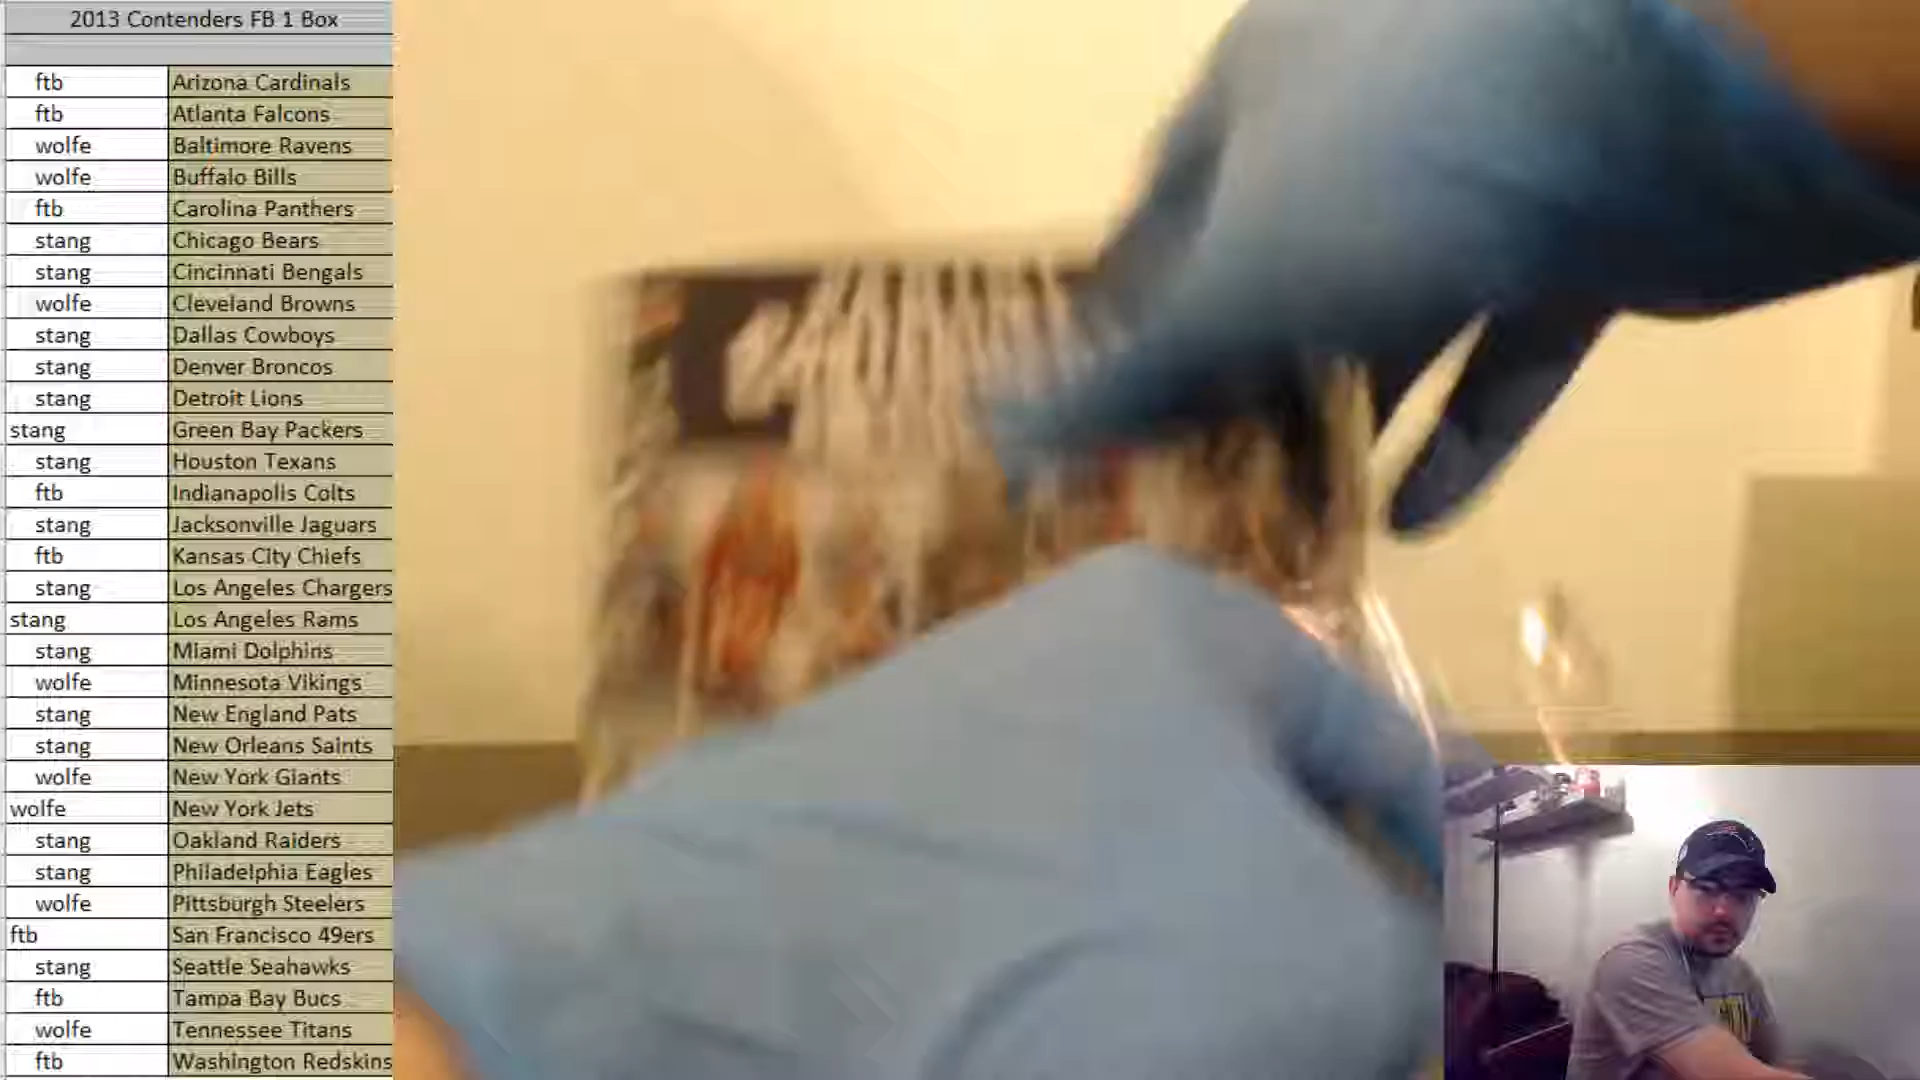 2013 Contenders FB 1 Box
ftb Arizona Cardinals
ftb Atlanta Falcons
wolfe Baltimore Ravens
wolfe Buffalo Bills
ftb Carolina Panthers
stang Chicago Bears
stang Cincinnati Bengals
wolfe Cleveland Browns
stang Dallas Cowboys
stang Denver Broncos
stang Detroit Lions
stang Green Bay Packers
stang Houston Texans
ftb Indianapolis Colts
stang Jacksonville Jaguars
ftb Kansas City Chiefs
stang Los Angeles Chargers
stang Los Angeles Rams
stang Miami Dolphins
wolfe Minnesota Vikings
stang New England Pats
stang New Orleans Saints
wolfe New York Giants
wolfe New York Jets
stang Oakland Raiders
stang Philadelphia Eagles
wolfe Pittsburgh Steelers
ftb San Francisco 49ers
stang Seattle Seahawks
ftb Tampa Bay Bucs
wolfe Tennessee Titans
ftb Washington Redskins